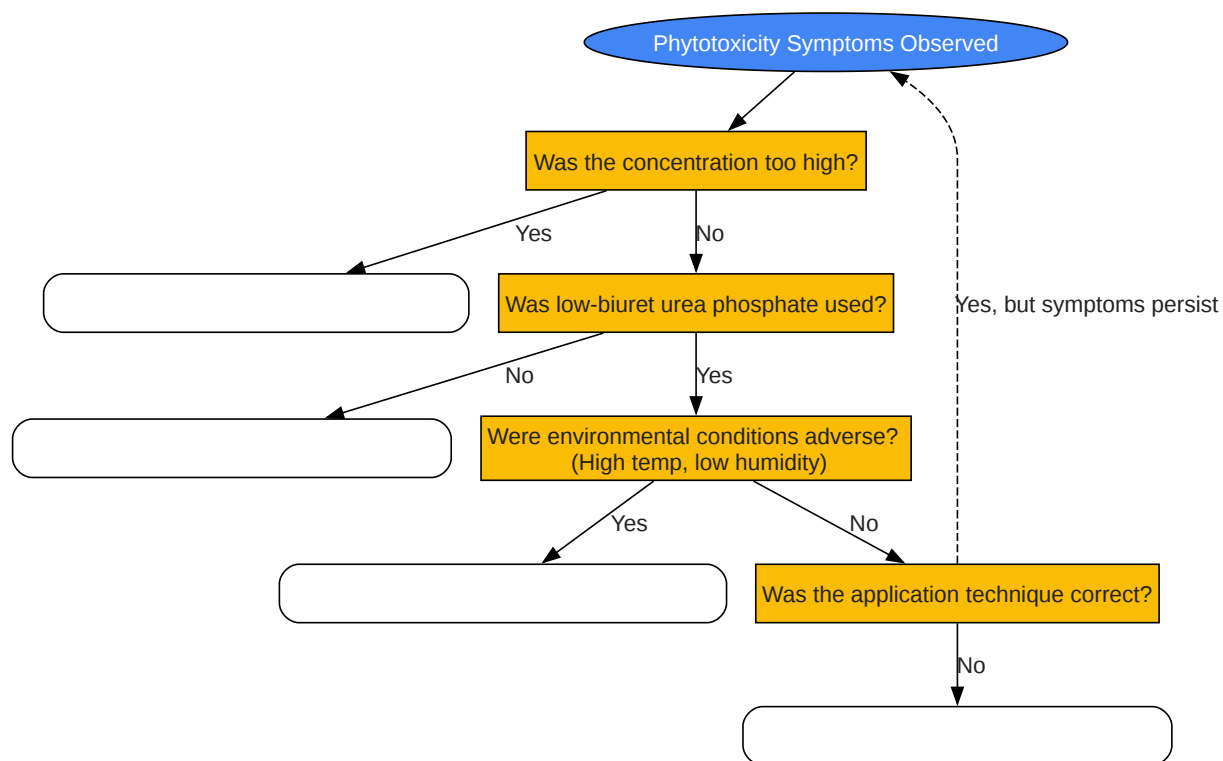 Phytotoxicity Symptoms Observed
Was the concentration too high?
Yes
No
Was low-biuret urea phosphate used?
Yes, but symptoms persist
No
Yes
Were environmental conditions adverse?
(High temp, low humidity)
Yes
No
Was the application technique correct?
No